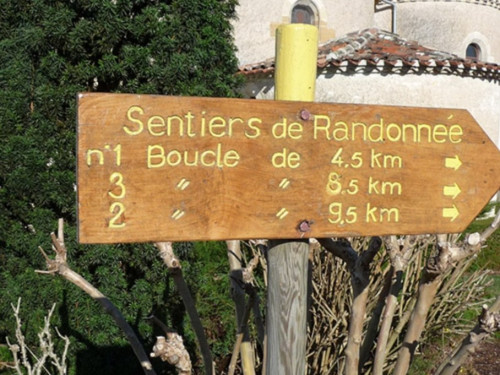 Sentiers de Randonnée
n°1 Boucle de 4,5 km →
3 〃 〃 8,5 km →
2 〃 〃 9,5 km →